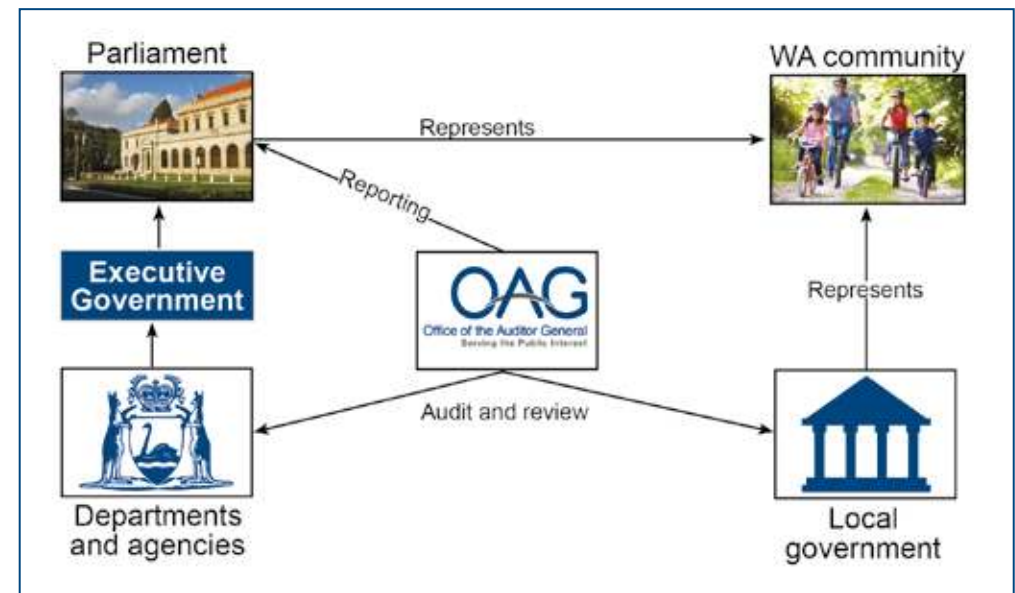 Parliament
WA community
Represents
Reporting
Executive
Government
OAG
Office of the Auditor General
Serving the Public Interest
Represents
Audit and review
Departments
and agencies
Local
government